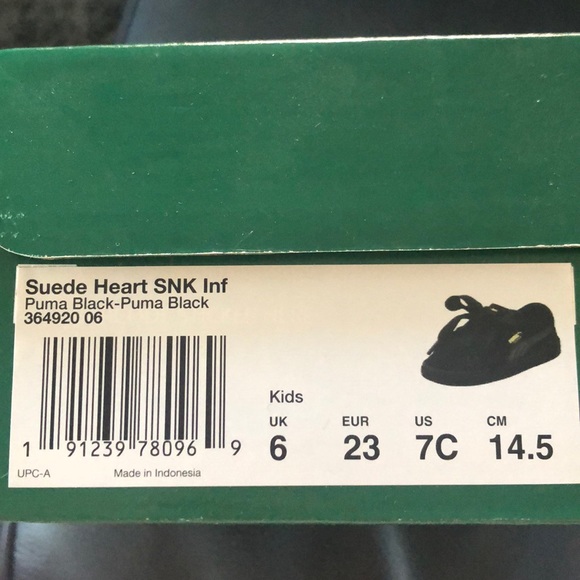 Suede Heart SNK Inf
Puma Black-Puma Black
364920 06
1 91239 78096 9
UPC-A Made in Indonesia
Kids
UK EUR US CM
6 23 7C 14.5